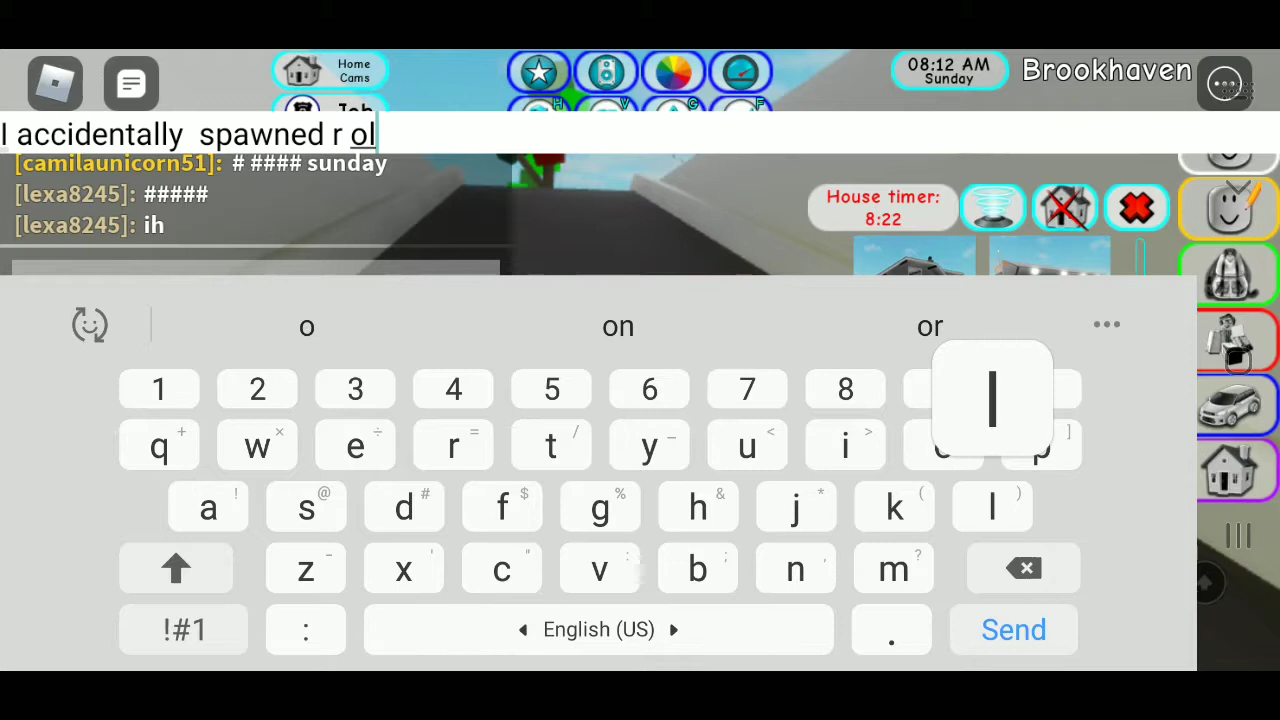 Home
Cams
08:12 AM
Sunday
Brookhaven
Job
H V G F
I accidentally  spawned r ol
[camilaunicorn51]: # #### sunday
[lexa8245]: #####
[lexa8245]: ih
House timer:
8:22
o on or
1 2 3 4 5 6 7 8
l
q + w × e ÷ r = t / y _ u < i > p ]
a ! s @ d # f $ g % h & j * k ( l )
z - x ' c " v : b ; n , m ?
!#1 : English (US) . Send